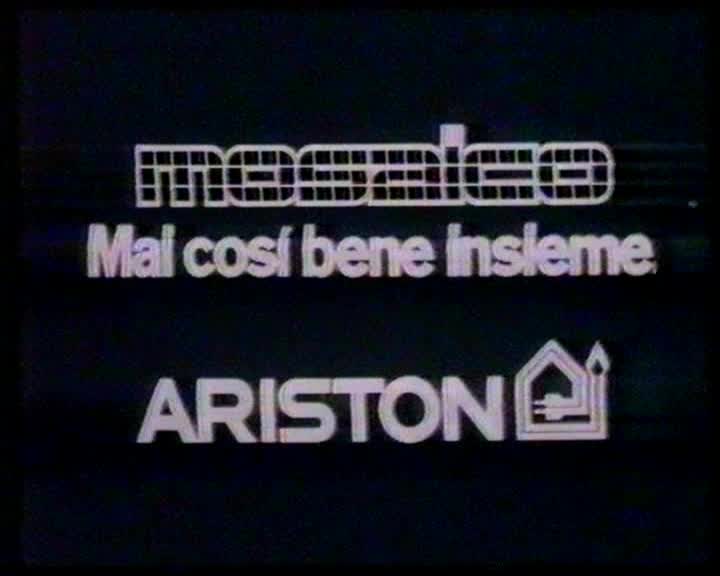 mosaico
Mai così bene insieme.
ARISTON